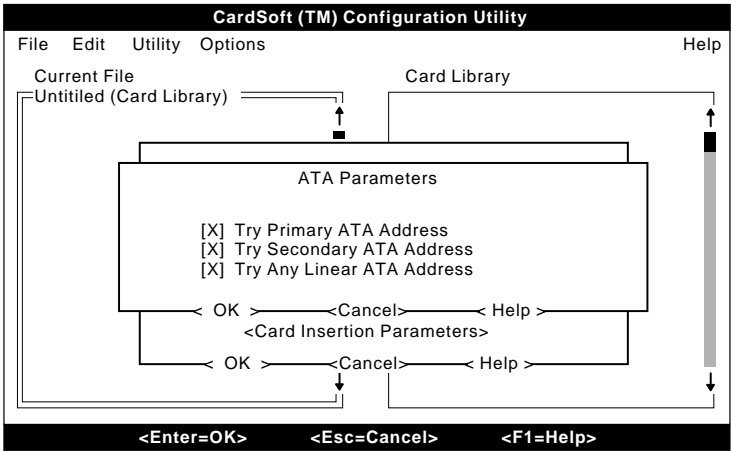 CardSoft (TM) Configuration Utility
File Edit Utility Options Help
Current File Card Library
Untitiled (Card Library)
ATA Parameters
[X] Try Primary ATA Address
[X] Try Secondary ATA Address
[X] Try Any Linear ATA Address
< OK > <Cancel> < Help >
<Card Insertion Parameters>
< OK > <Cancel> < Help >
<Enter=OK> <Esc=Cancel> <F1=Help>